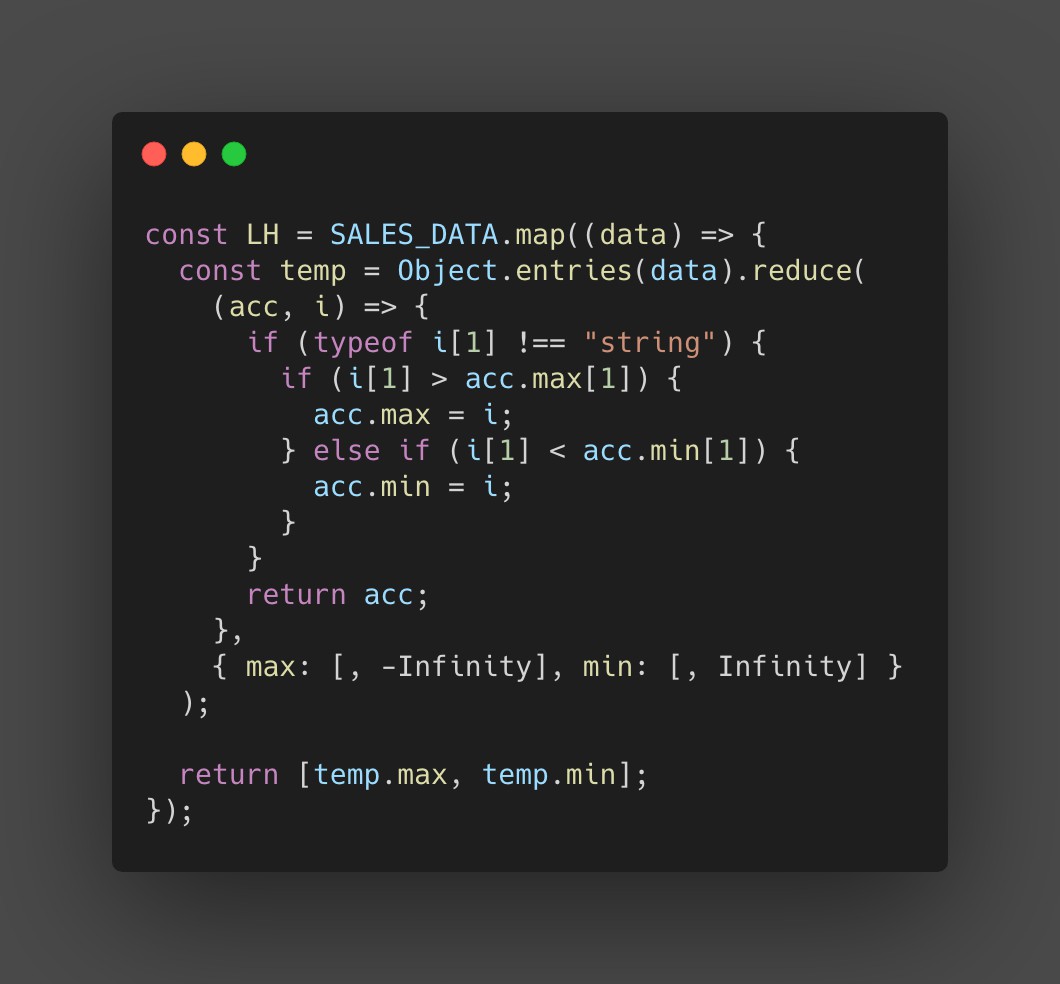 const LH = SALES_DATA.map((data) => {
  const temp = Object.entries(data).reduce(
    (acc, i) => {
      if (typeof i[1] !== "string") {
        if (i[1] > acc.max[1]) {
          acc.max = i;
        } else if (i[1] < acc.min[1]) {
          acc.min = i;
        }
      }
      return acc;
    },
    { max: [, -Infinity], min: [, Infinity] }
  );

  return [temp.max, temp.min];
});